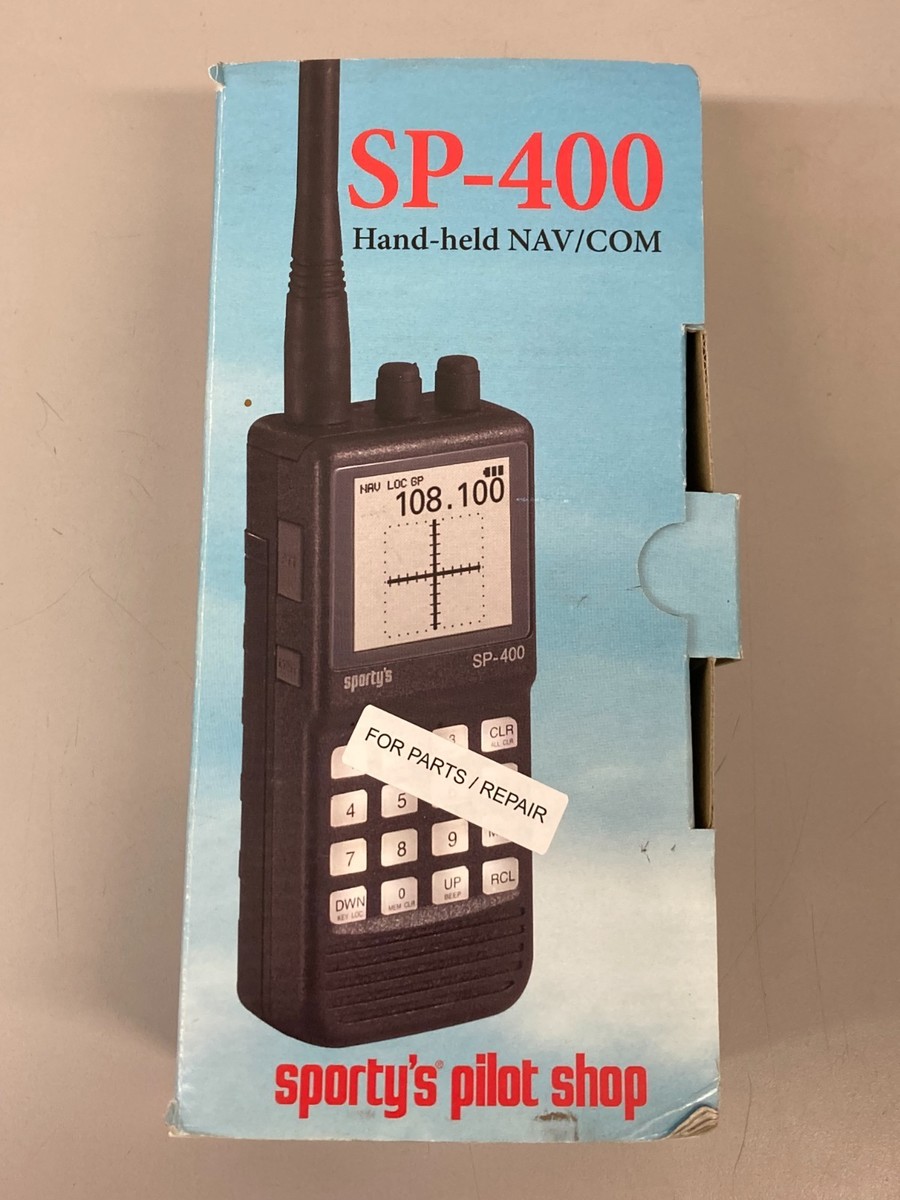 SP-400
Hand-held NAV/COM
NAV LOC GP
108.100
SP-400
sporty's
FOR PARTS / REPAIR
3
CLR
ALL CLR
4
5
7
8
9
DWN
KEY LOC
0
MEM CLR
UP
BEEP
RCL
sporty's® pilot shop